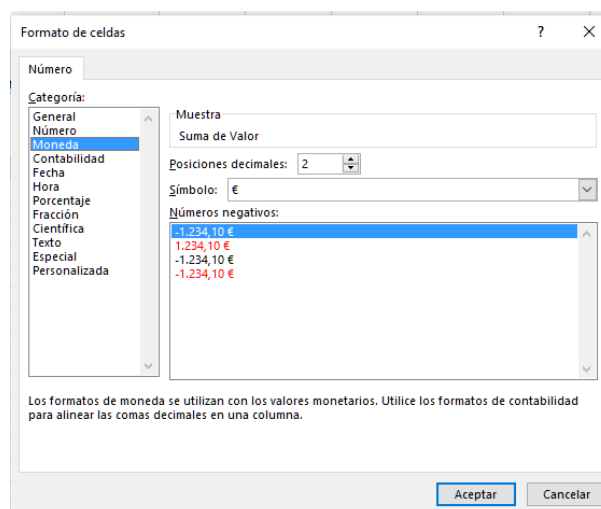 Formato de celdas
Número
Categoría:
General
Número
Moneda
Contabilidad
Fecha
Hora
Porcentaje
Fracción
Científica
Texto
Especial
Personalizada
Muestra
Suma de Valor
Posiciones decimales: 2
Símbolo: €
Números negativos:
-1.234,10 €
1.234,10 €
-1.234,10 €
-1.234,10 €
Los formatos de moneda se utilizan con los valores monetarios. Utilice los formatos de contabilidad
para alinear las comas decimales en una columna.
Aceptar Cancelar